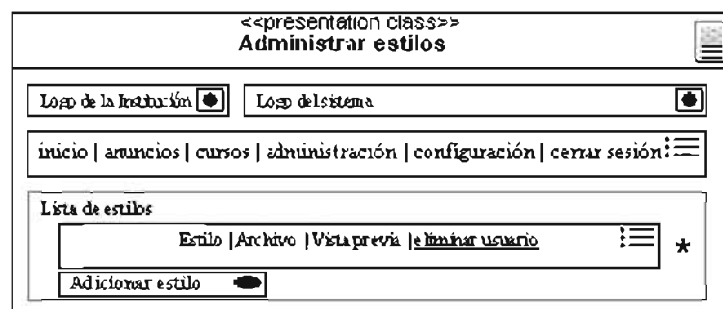 <<presentation class>>
Administrar estilos
Logo de la Institución
Logo del sistema
inicio | anuncios | cursos | administración | configuración | cerrar sesión
Lista de estilos
Estilo | Archivo | Vista previa | eliminar usuario
*
Adicionar estilo